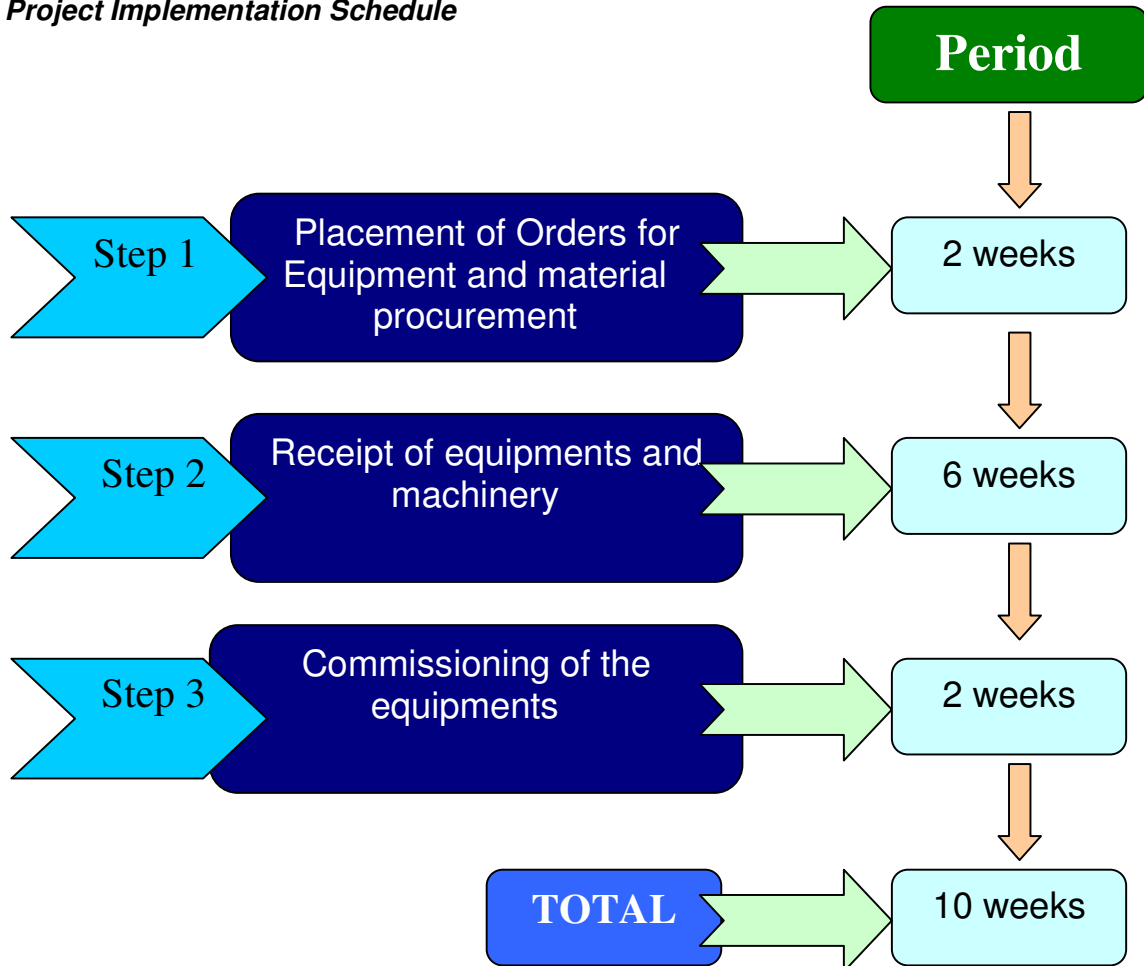 Project Implementation Schedule
Period
Step 1
Placement of Orders for
Equipment and material
procurement
2 weeks
Step 2
Receipt of equipments and
machinery
6 weeks
Step 3
Commissioning of the
equipments
2 weeks
TOTAL
10 weeks